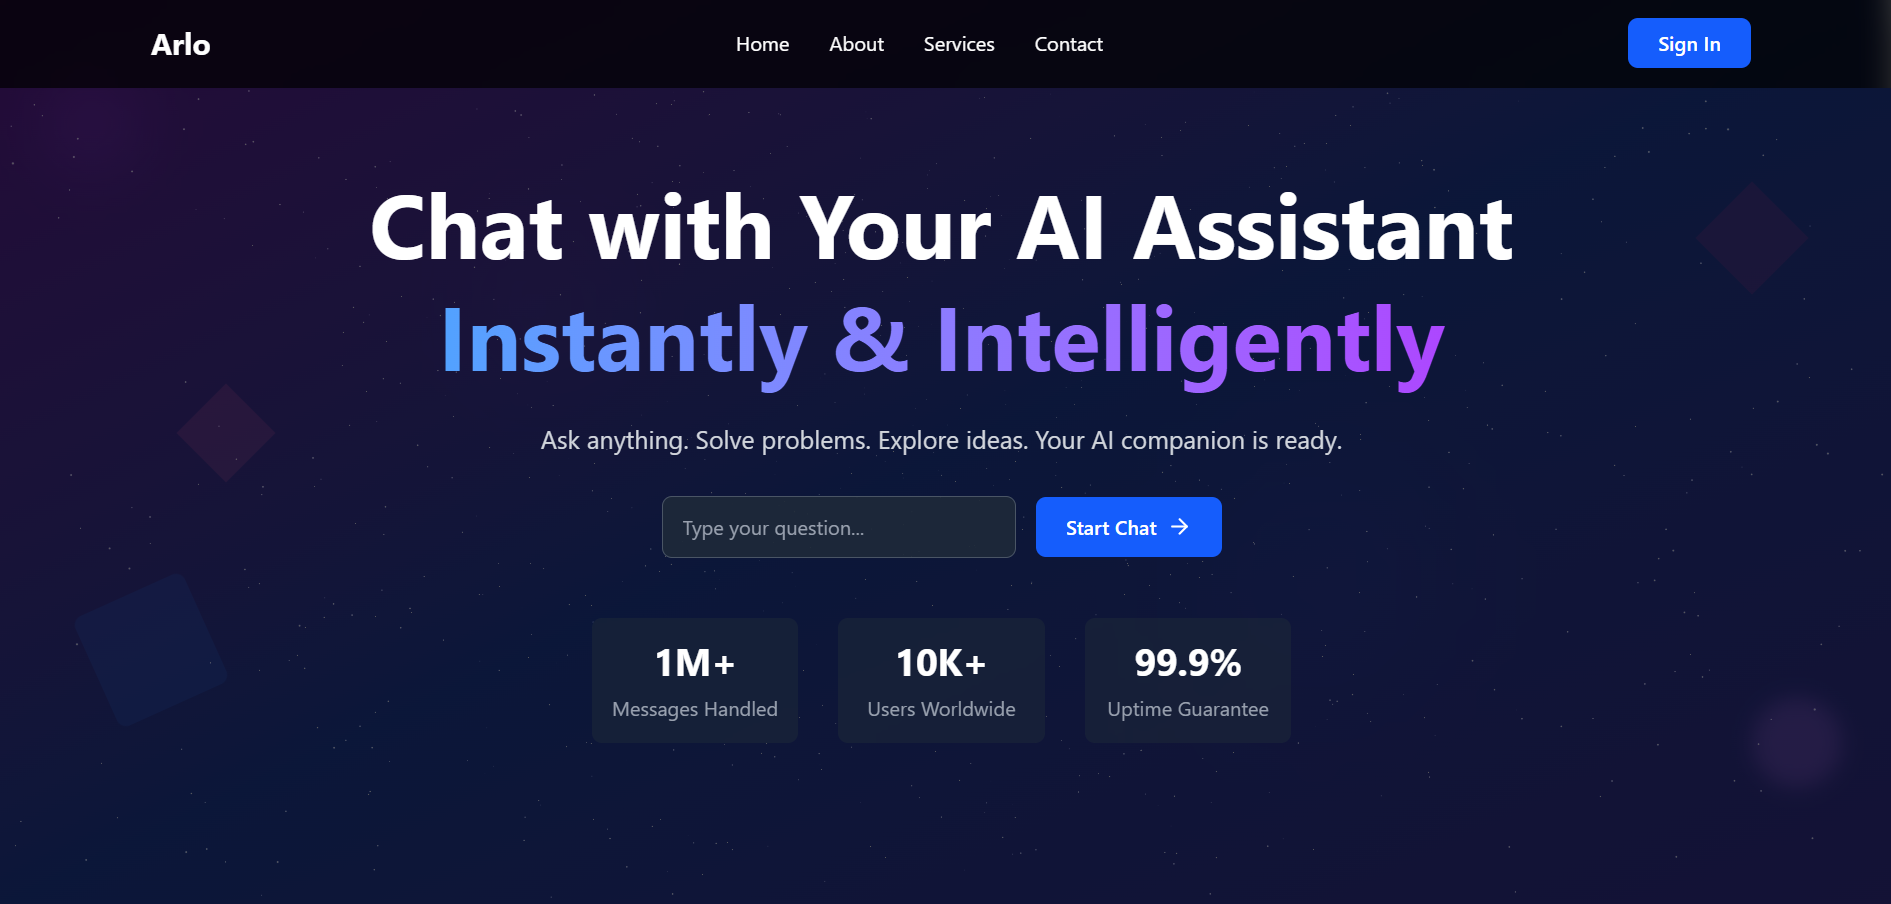 Arlo
Home
About
Services
Contact
Sign In
Chat with Your AI Assistant
Instantly & Intelligently
Ask anything. Solve problems. Explore ideas. Your AI companion is ready.
Type your question...
Start Chat
1M+
Messages Handled
10K+
Users Worldwide
99.9%
Uptime Guarantee